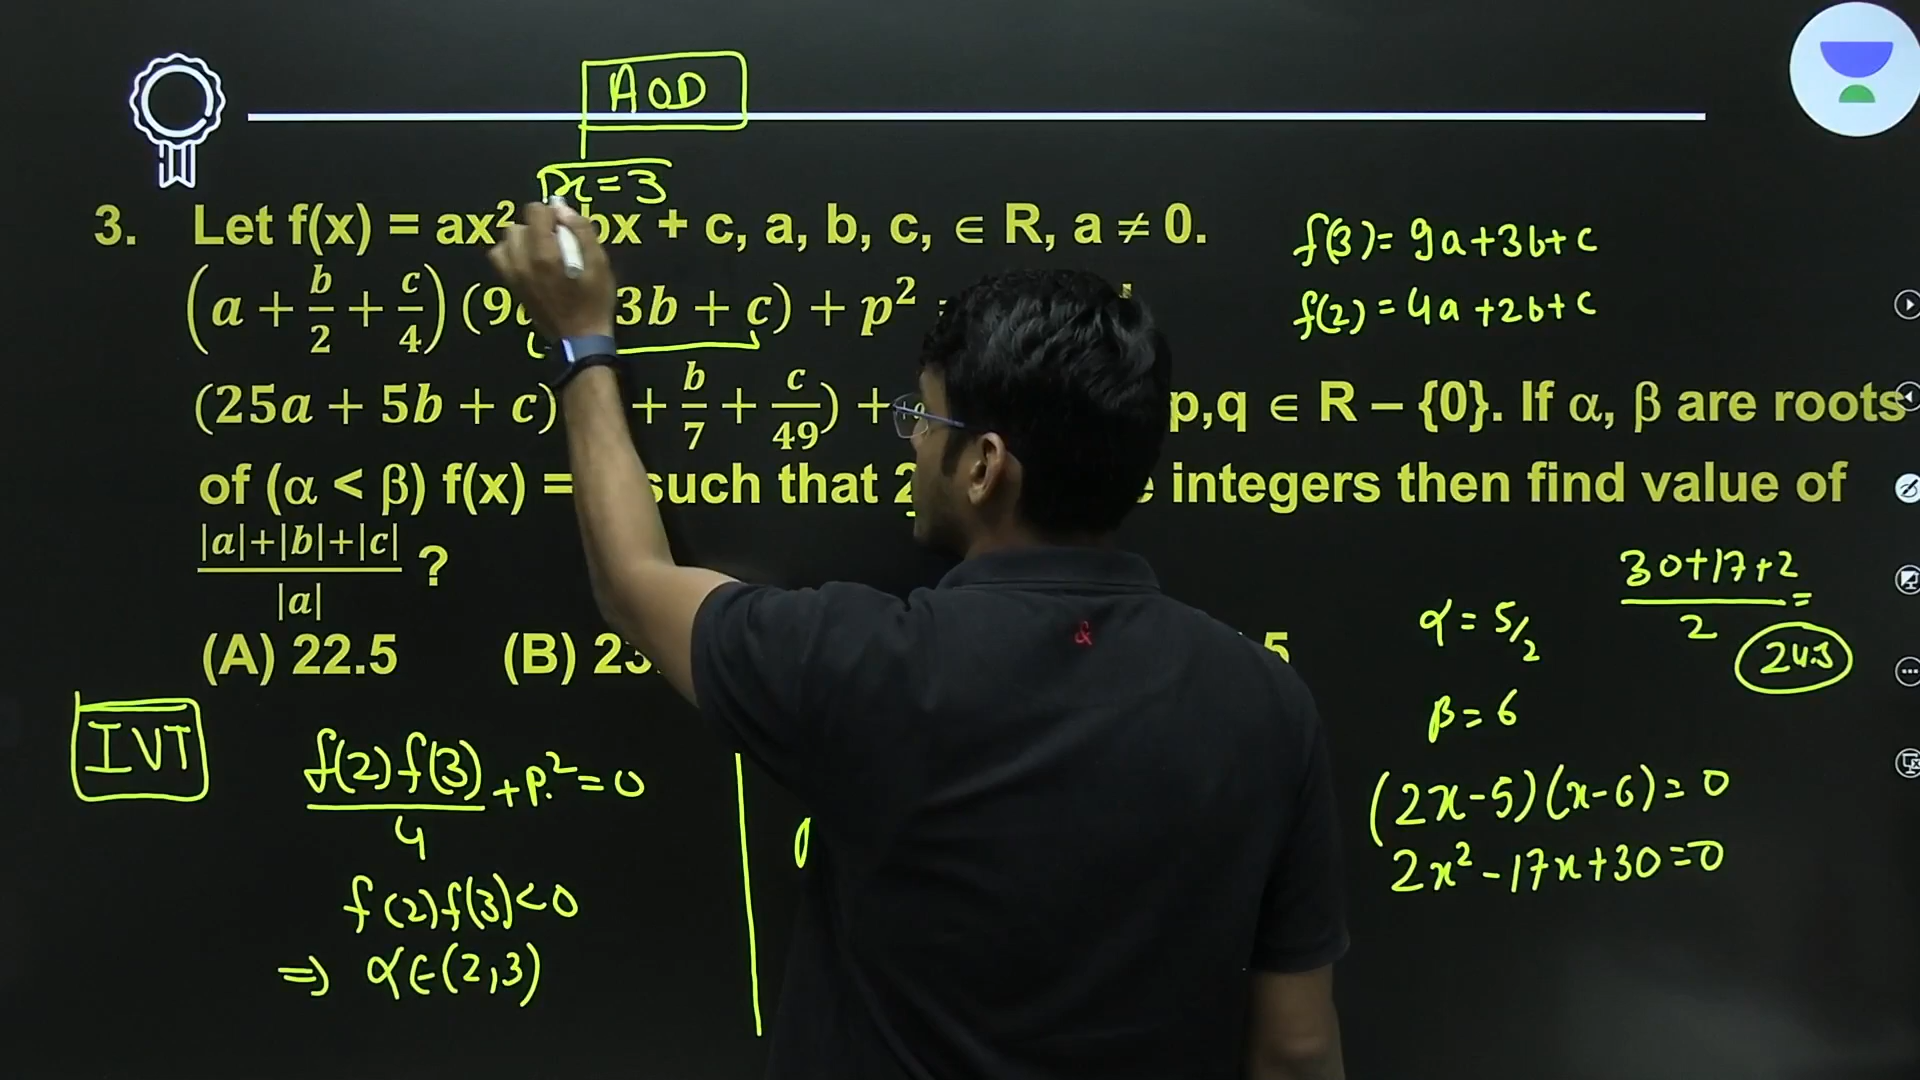 AOD
x=3
3. Let f(x) = ax² bx + c, a, b, c, ∈ R, a ≠ 0.
(a + b/2 + c/4) (9 3b + c) + p²
(25a + 5b + c) + b/7 + c/49) + p,q ∈ R – {0}. If α, β are roots
of (α < β) f(x) = such that 2 integers then find value of
|a|+|b|+|c| / |a| ?
(A) 22.5 (B) 23
f(3)= 9a+3b+c
f(2)= 4a+2b+c
IVT
f(2) f(3) / 4 + p² = 0
f(2) f(3) < 0
⇒ α ∈ (2,3)
α = 5/2
β = 6
30+17+2 / 2 =
24.5
(2x-5)(x-6)=0
2x²-17x+30=0